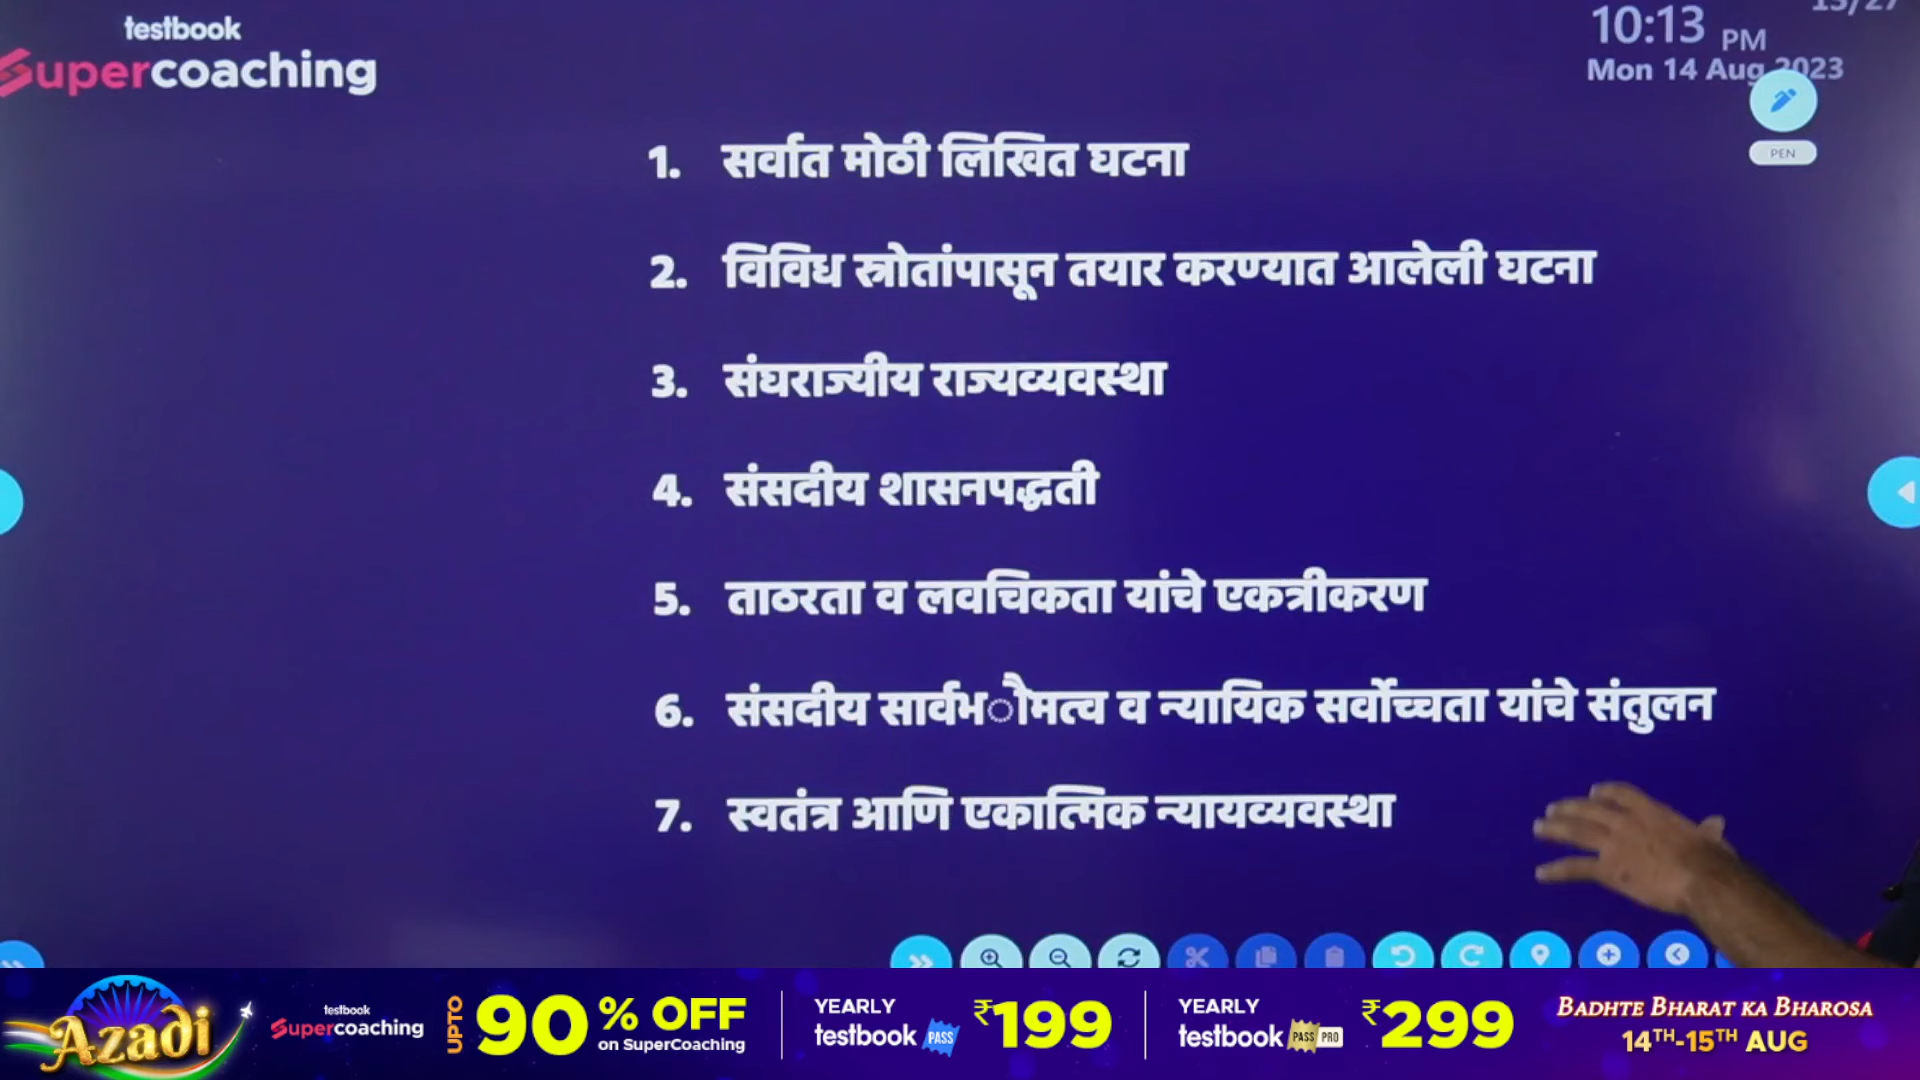 testbook
Supercoaching
10:13 PM
Mon 14 Aug 2023
PEN
1. सर्वात मोठी लिखित घटना
2. विविध स्त्रोतांपासून तयार करण्यात आलेली घटना
3. संघराज्यीय राज्यव्यवस्था
4. संसदीय शासनपद्धती
5. ताठरता व लवचिकता यांचे एकत्रीकरण
6. संसदीय सार्वभौमत्व व न्यायिक सर्वोच्चता यांचे संतुलन
7. स्वतंत्र आणि एकात्मिक न्यायव्यवस्था
Azadi
testbook
Supercoaching
UPTO 90% OFF
on SuperCoaching
YEARLY
testbook PASS
₹199
YEARLY
testbook PASS PRO
₹299
BADHTE BHARAT KA BHAROSA
14TH-15TH AUG